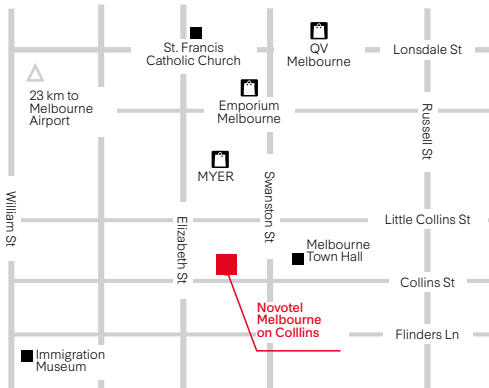 St. Francis
Catholic Church
QV
Melbourne
Lonsdale St
23 km to
Melbourne
Airport
Emporium
Melbourne
Russell St
MYER
William St
Elizabeth St
Swanston St
Little Collins St
Melbourne
Town Hall
Collins St
Novotel
Melbourne
on Colllins
Flinders Ln
Immigration
Museum